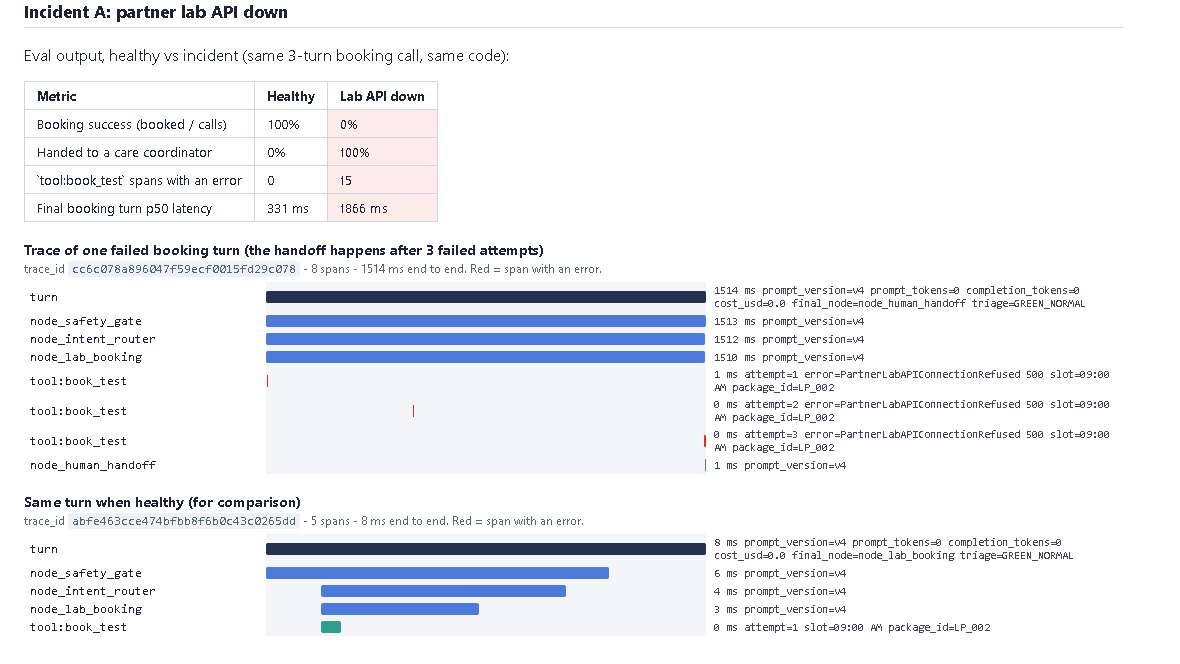 Incident A: partner lab API down
Eval output, healthy vs incident (same 3-turn booking call, same code):
Metric Healthy Lab API down
Booking success (booked / calls) 100% 0%
Handed to a care coordinator 0% 100%
`tool:book_test` spans with an error 0 15
Final booking turn p50 latency 331 ms 1866 ms
Trace of one failed booking turn (the handoff happens after 3 failed attempts)
trace_id cc6c078a896047f59ecf0015fd29c078 - 8 spans - 1514 ms end to end. Red = span with an error.
turn 1514 ms prompt_version=v4 prompt_tokens=0 completion_tokens=0
cost_usd=0.0 final_node=node_human_handoff triage=GREEN_NORMAL
node_safety_gate 1513 ms prompt_version=v4
node_intent_router 1512 ms prompt_version=v4
node_lab_booking 1510 ms prompt_version=v4
tool:book_test 1 ms attempt=1 error=PartnerLabAPIConnectionRefused 500 slot=09:00
AM package_id=LP_002
tool:book_test 0 ms attempt=2 error=PartnerLabAPIConnectionRefused 500 slot=09:00
AM package_id=LP_002
tool:book_test 0 ms attempt=3 error=PartnerLabAPIConnectionRefused 500 slot=09:00
AM package_id=LP_002
node_human_handoff 1 ms prompt_version=v4
Same turn when healthy (for comparison)
trace_id abfe463cce474bfbb8f6b0c43c0265dd - 5 spans - 8 ms end to end. Red = span with an error.
turn 8 ms prompt_version=v4 prompt_tokens=0 completion_tokens=0
cost_usd=0.0 final_node=node_lab_booking triage=GREEN_NORMAL
node_safety_gate 6 ms prompt_version=v4
node_intent_router 4 ms prompt_version=v4
node_lab_booking 3 ms prompt_version=v4
tool:book_test 0 ms attempt=1 slot=09:00 AM package_id=LP_002